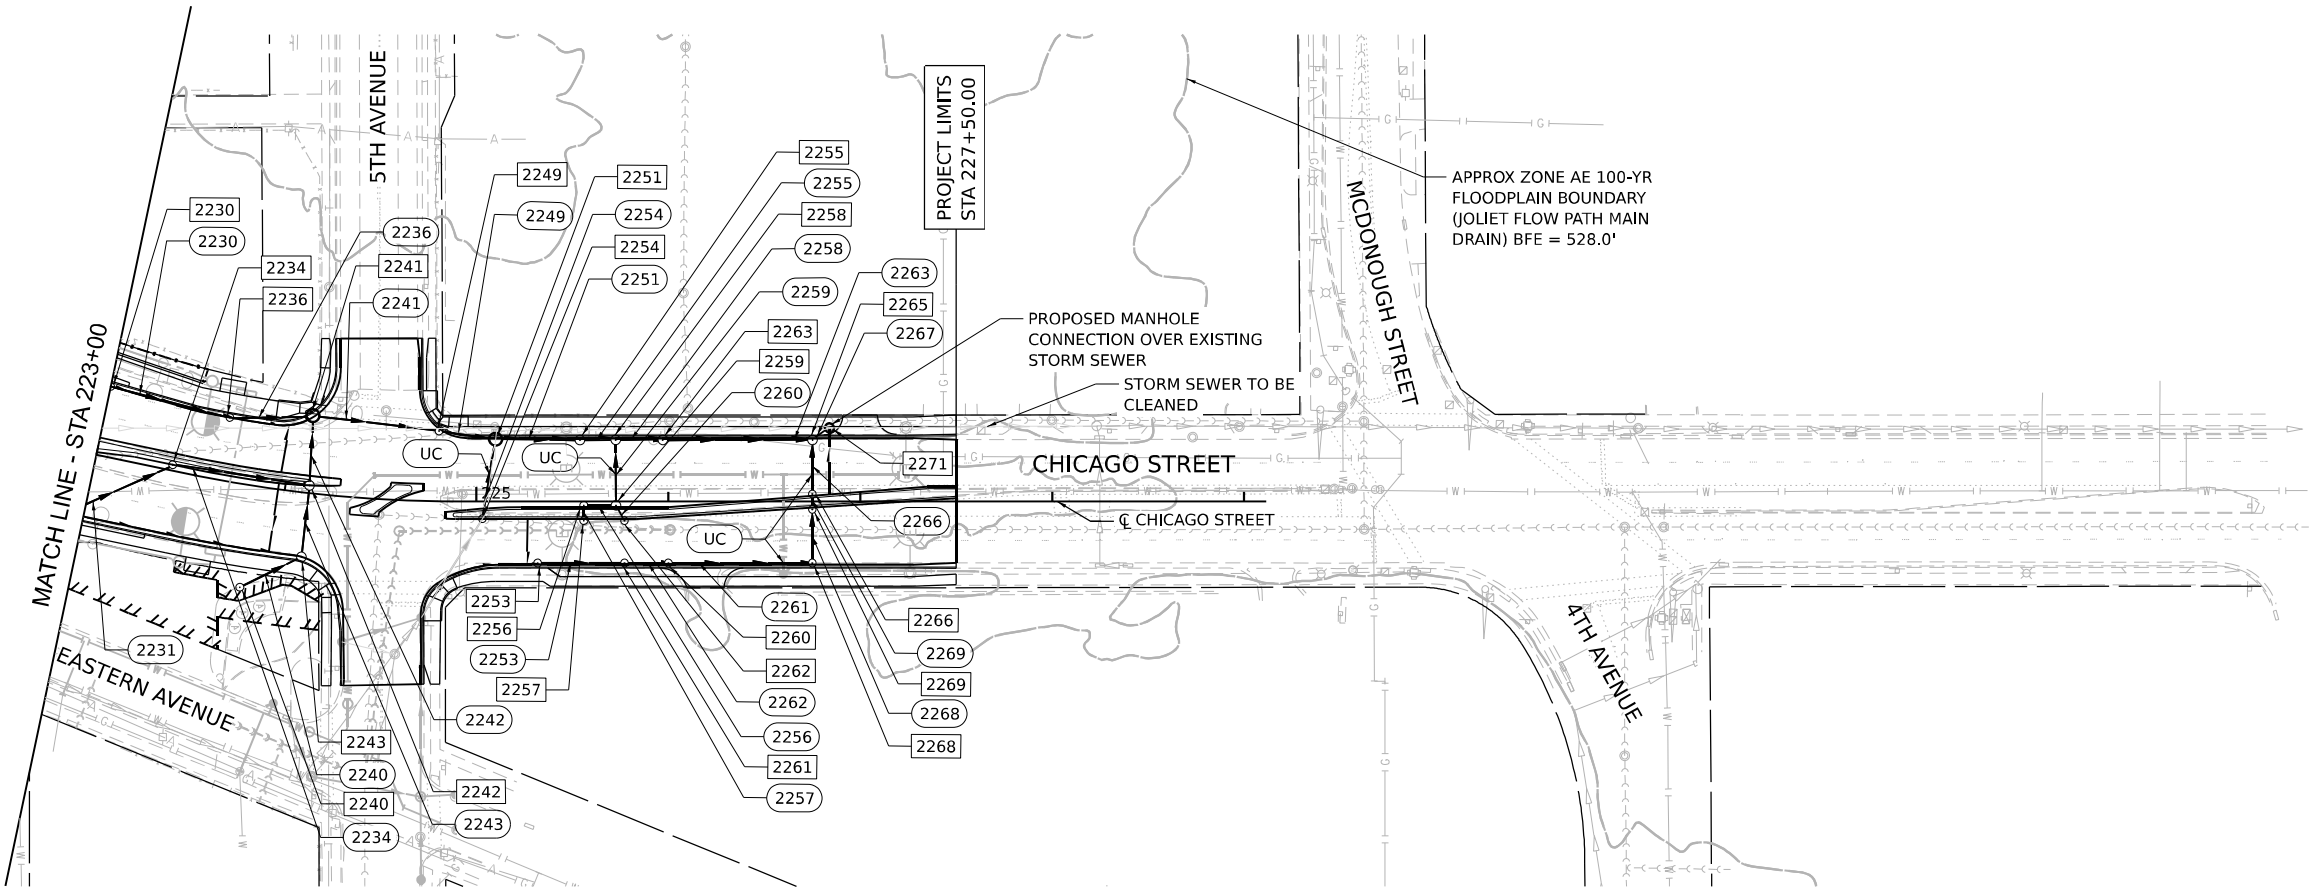 5TH AVENUE
PROJECT LIMITS
STA 227+50.00
2255
2255
2258
2258
2249
2249
2251
2254
2254
2251
2230
2230
2236
2234
2241
2236
2241
2259
2263
2259
2260
2263
2265
2267
APPROX ZONE AE 100-YR
FLOODPLAIN BOUNDARY
(JOLIET FLOW PATH MAIN
DRAIN) BFE = 528.0'
MCDONOUGH STREET
PROPOSED MANHOLE
CONNECTION OVER EXISTING
STORM SEWER
STORM SEWER TO BE
CLEANED
MATCH LINE - STA 223+00
UC
UC
2271
CHICAGO STREET
225
2266
℄ CHICAGO STREET
UC
2253
2256
2253
2257
2261
2260
2262
2262
2256
2261
2257
2266
2269
2269
2268
2268
4TH AVENUE
2231
EASTERN AVENUE
2242
2243
2240
2240
2234
2242
2243
G
G
G
G
G
G
G
G
G
A
A
A
A
W
W
W
W
W
W
W
W
W
W